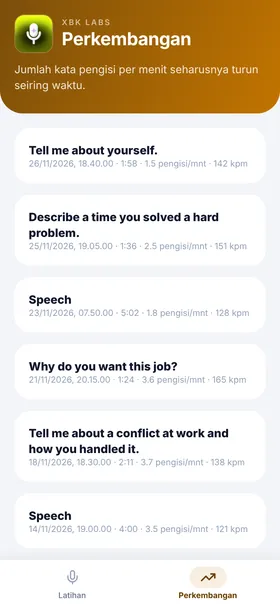 XBK LABS
Perkembangan
Jumlah kata pengisi per menit seharusnya turun
seiring waktu.
Tell me about yourself.
26/11/2026, 18.40.00 · 1:58 · 1.5 pengisi/mnt · 142 kpm
Describe a time you solved a hard
problem.
25/11/2026, 19.05.00 · 1:36 · 2.5 pengisi/mnt · 151 kpm
Speech
23/11/2026, 07.50.00 · 5:02 · 1.8 pengisi/mnt · 128 kpm
Why do you want this job?
21/11/2026, 20.15.00 · 1:24 · 3.6 pengisi/mnt · 165 kpm
Tell me about a conflict at work and
how you handled it.
18/11/2026, 18.30.00 · 2:11 · 3.7 pengisi/mnt · 138 kpm
Speech
14/11/2026, 19.00.00 · 4:00 · 3.5 pengisi/mnt · 121 kpm
Latihan
Perkembangan